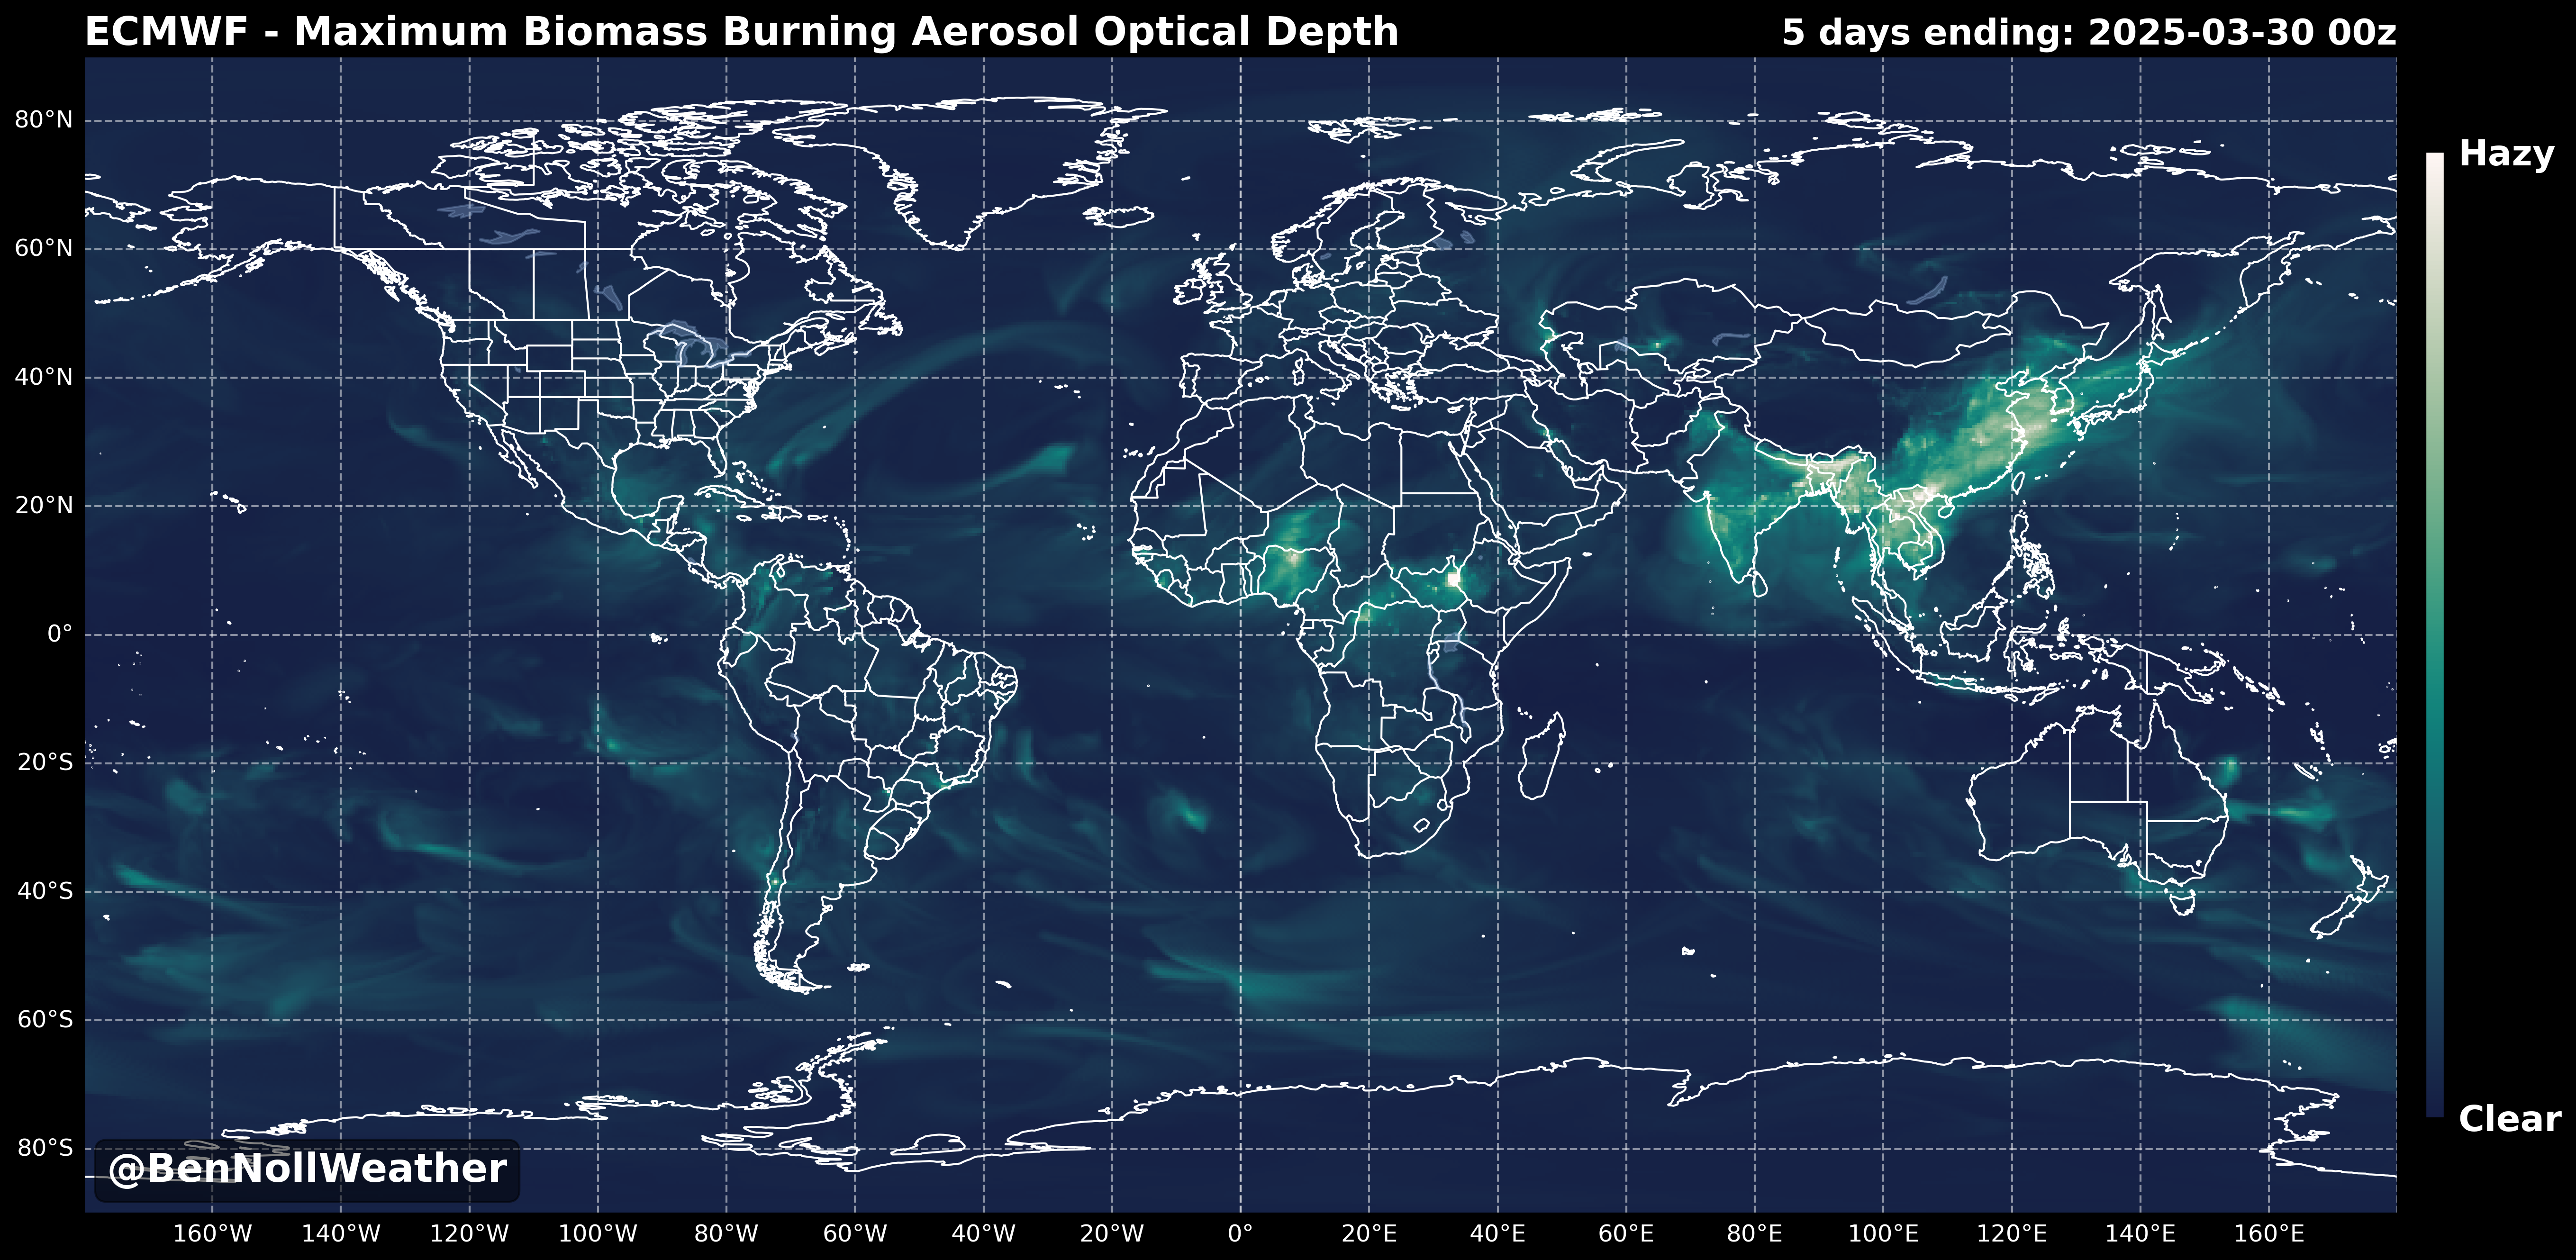 ECMWF - Maximum Biomass Burning Aerosol Optical Depth
5 days ending: 2025-03-30 00z
Hazy
80°N
60°N
40°N
20°N
0°
20°S
40°S
60°S
80°S
Clear
@BenNollWeather
160°W 140°W 120°W 100°W 80°W 60°W 40°W 20°W 0° 20°E 40°E 60°E 80°E 100°E 120°E 140°E 160°E